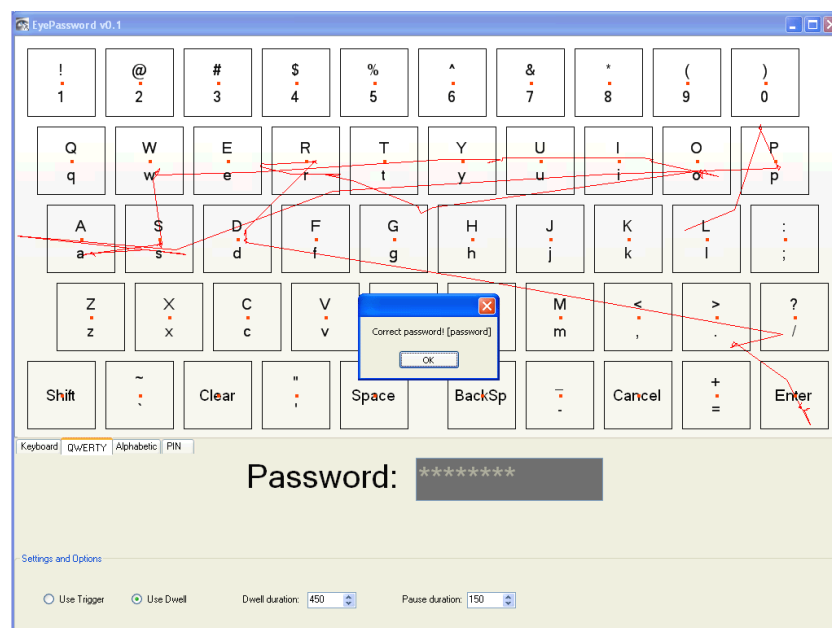 EyePassword v0.1
! @ # $ % ^ & * ( )
1 2 3 4 5 6 7 8 9 0
Q W E R T Y U I O P
q w e r t y u i o p
A S D F G H J K L :
a s d f g h j k l ;
Z X C V M < > ?
z x c v m , . /
Shift ~ Clear " Space BackSp _ Cancel + Enter
` ' - =
Correct password! [password]
OK
Keyboard QWERTY Alphabetic PIN
Password: ********
Settings and Options
Use Trigger Use Dwell Dwell duration: 450 Pause duration: 150